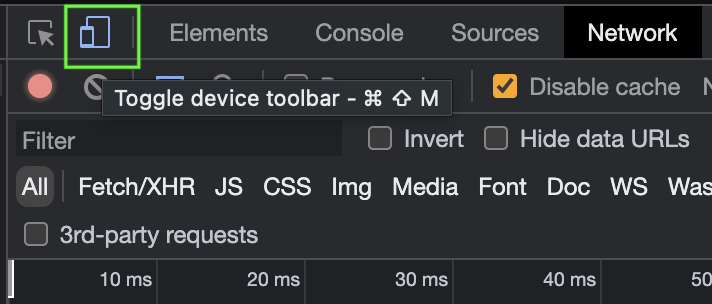 Elements Console Sources Network
Toggle device toolbar - ⌘ ⇧ M
Disable cache
Filter
Invert Hide data URLs
All Fetch/XHR JS CSS Img Media Font Doc WS Was
3rd-party requests
10 ms 20 ms 30 ms 40 ms 50